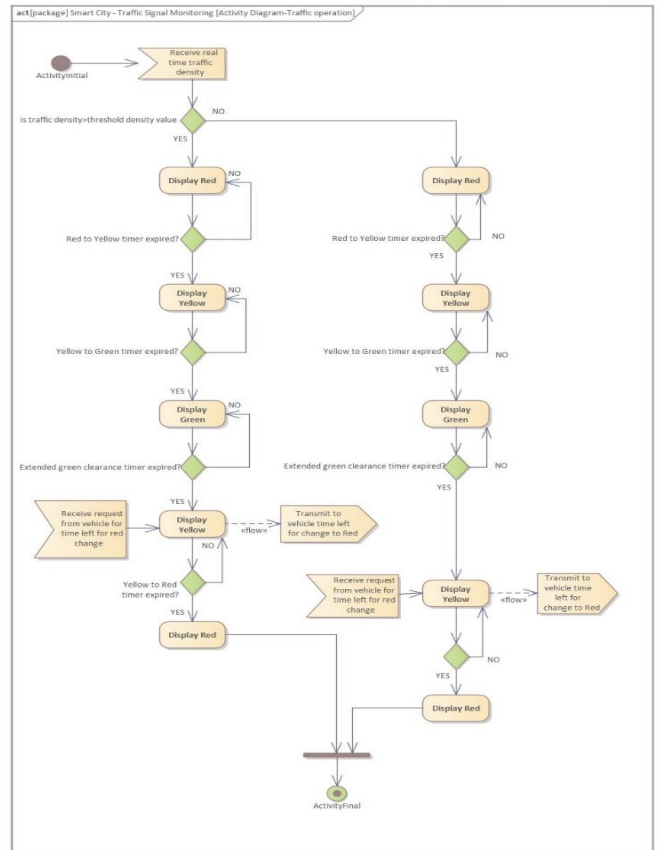 act[package] Smart City - Traffic Signal Monitoring [Activity Diagram-Traffic operation]
ActivityInitial
Receive real
time traffic
density
Is traffic density>threshold density value
NO
YES
Display Red
NO
Display Red
Red to Yellow timer expired?
Red to Yellow timer expired?
NO
YES
YES
Display
Yellow
NO
Display
Yellow
Yellow to Green timer expired?
Yellow to Green timer expired?
NO
YES
YES
Display
Green
NO
Display
Green
Extended green clearance timer expired?
Extended green clearance timer expired?
NO
YES
YES
Receive request
from vehicle for
time left for red
change
Display
Yellow
«flow»
Transmit to
vehicle time left
for change to Red
NO
Yellow to Red
timer expired?
YES
Display Red
Receive request
from vehicle for
time left for red
change
Display
Yellow
«flow»
Transmit to
vehicle time
left for
change to Red
NO
YES
Display Red
ActivityFinal